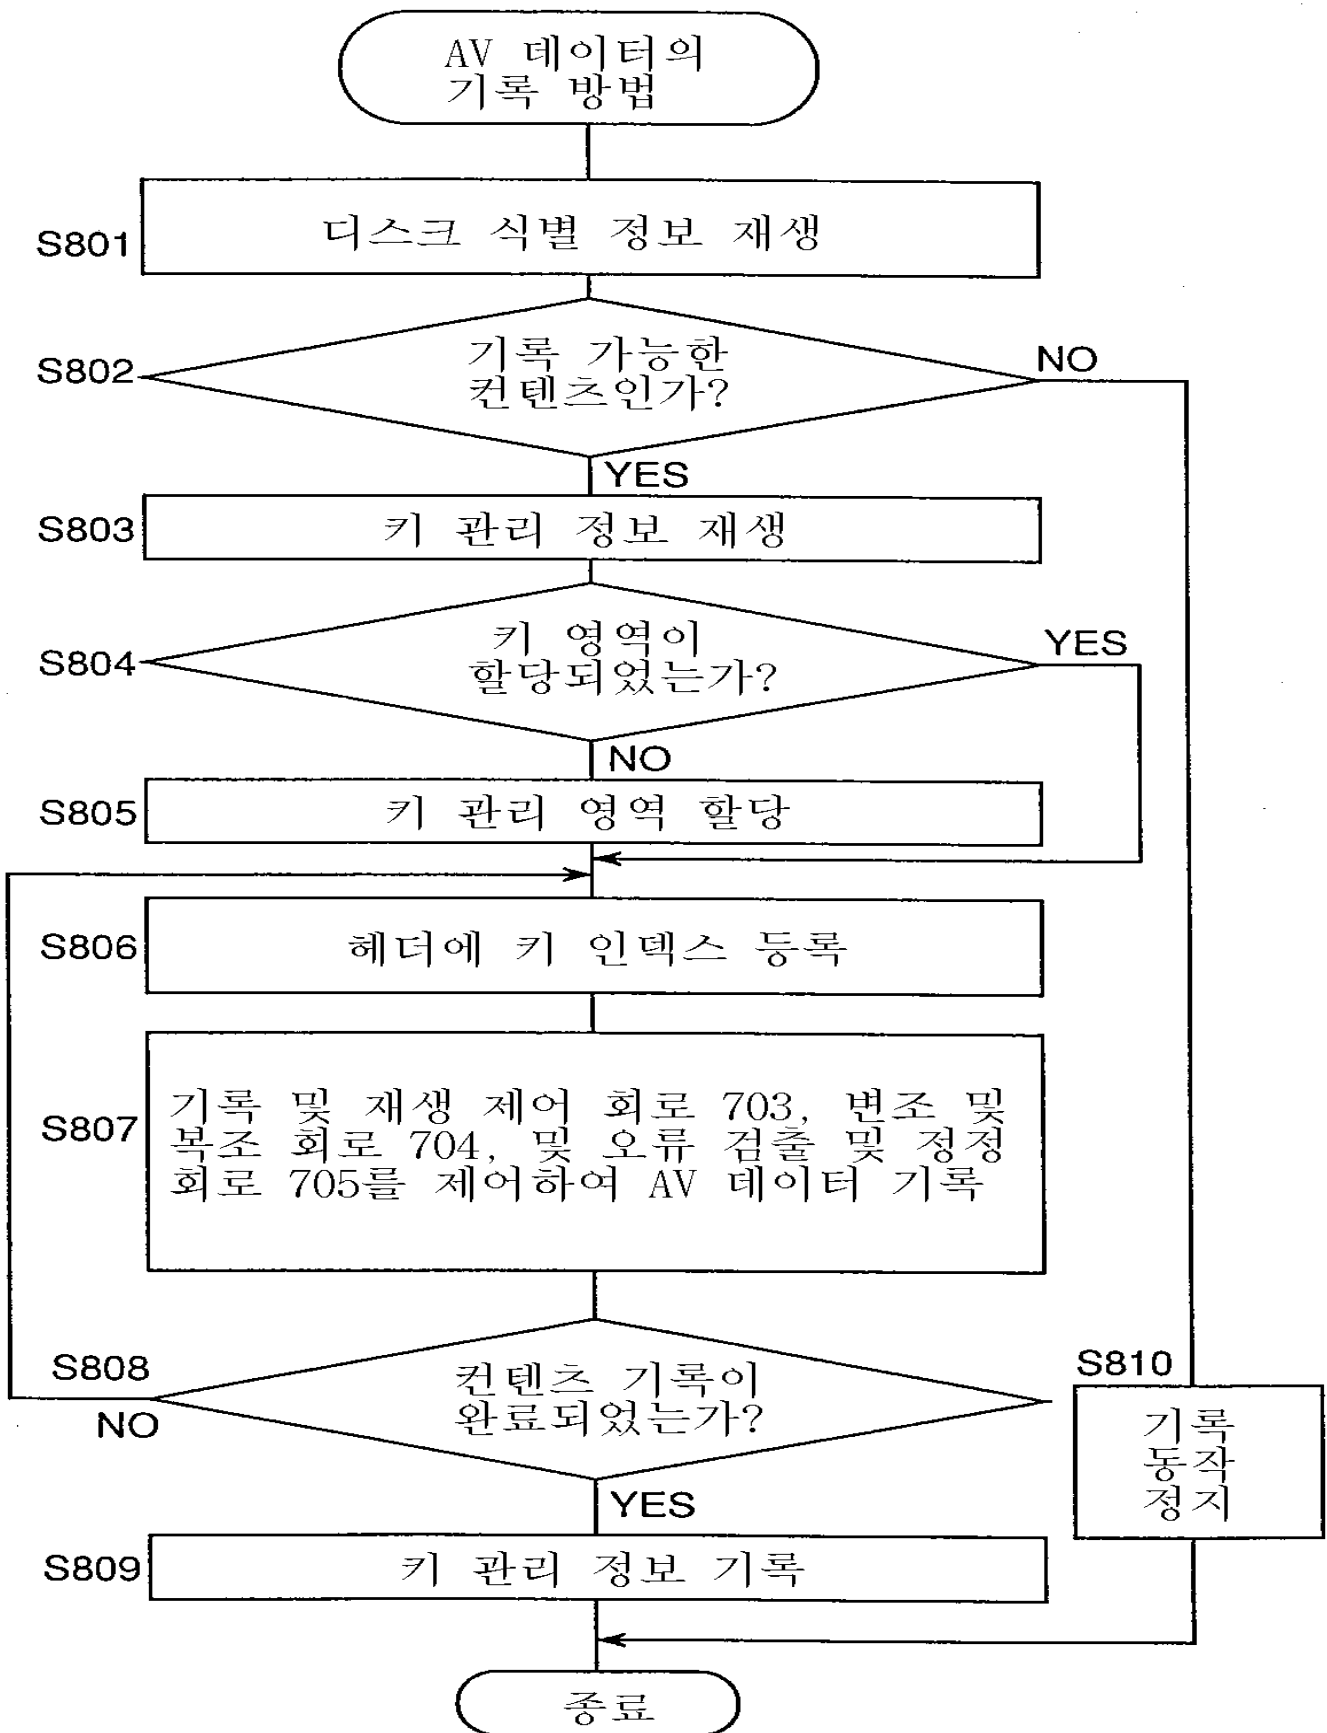 AV 데이터의
기록 방법
S801
디스크 식별 정보 재생
S802
기록 가능한
컨텐츠인가?
NO
YES
S803
키 관리 정보 재생
S804
키 영역이
할당되었는가?
YES
NO
S805
키 관리 영역 할당
S806
헤더에 키 인덱스 등록
S807
기록 및 재생 제어 회로 703, 변조 및
복조 회로 704, 및 오류 검출 및 정정
회로 705를 제어하여 AV 데이터 기록
S808
컨텐츠 기록이
완료되었는가?
NO
YES
S810
기록
동작
정지
S809
키 관리 정보 기록
종료